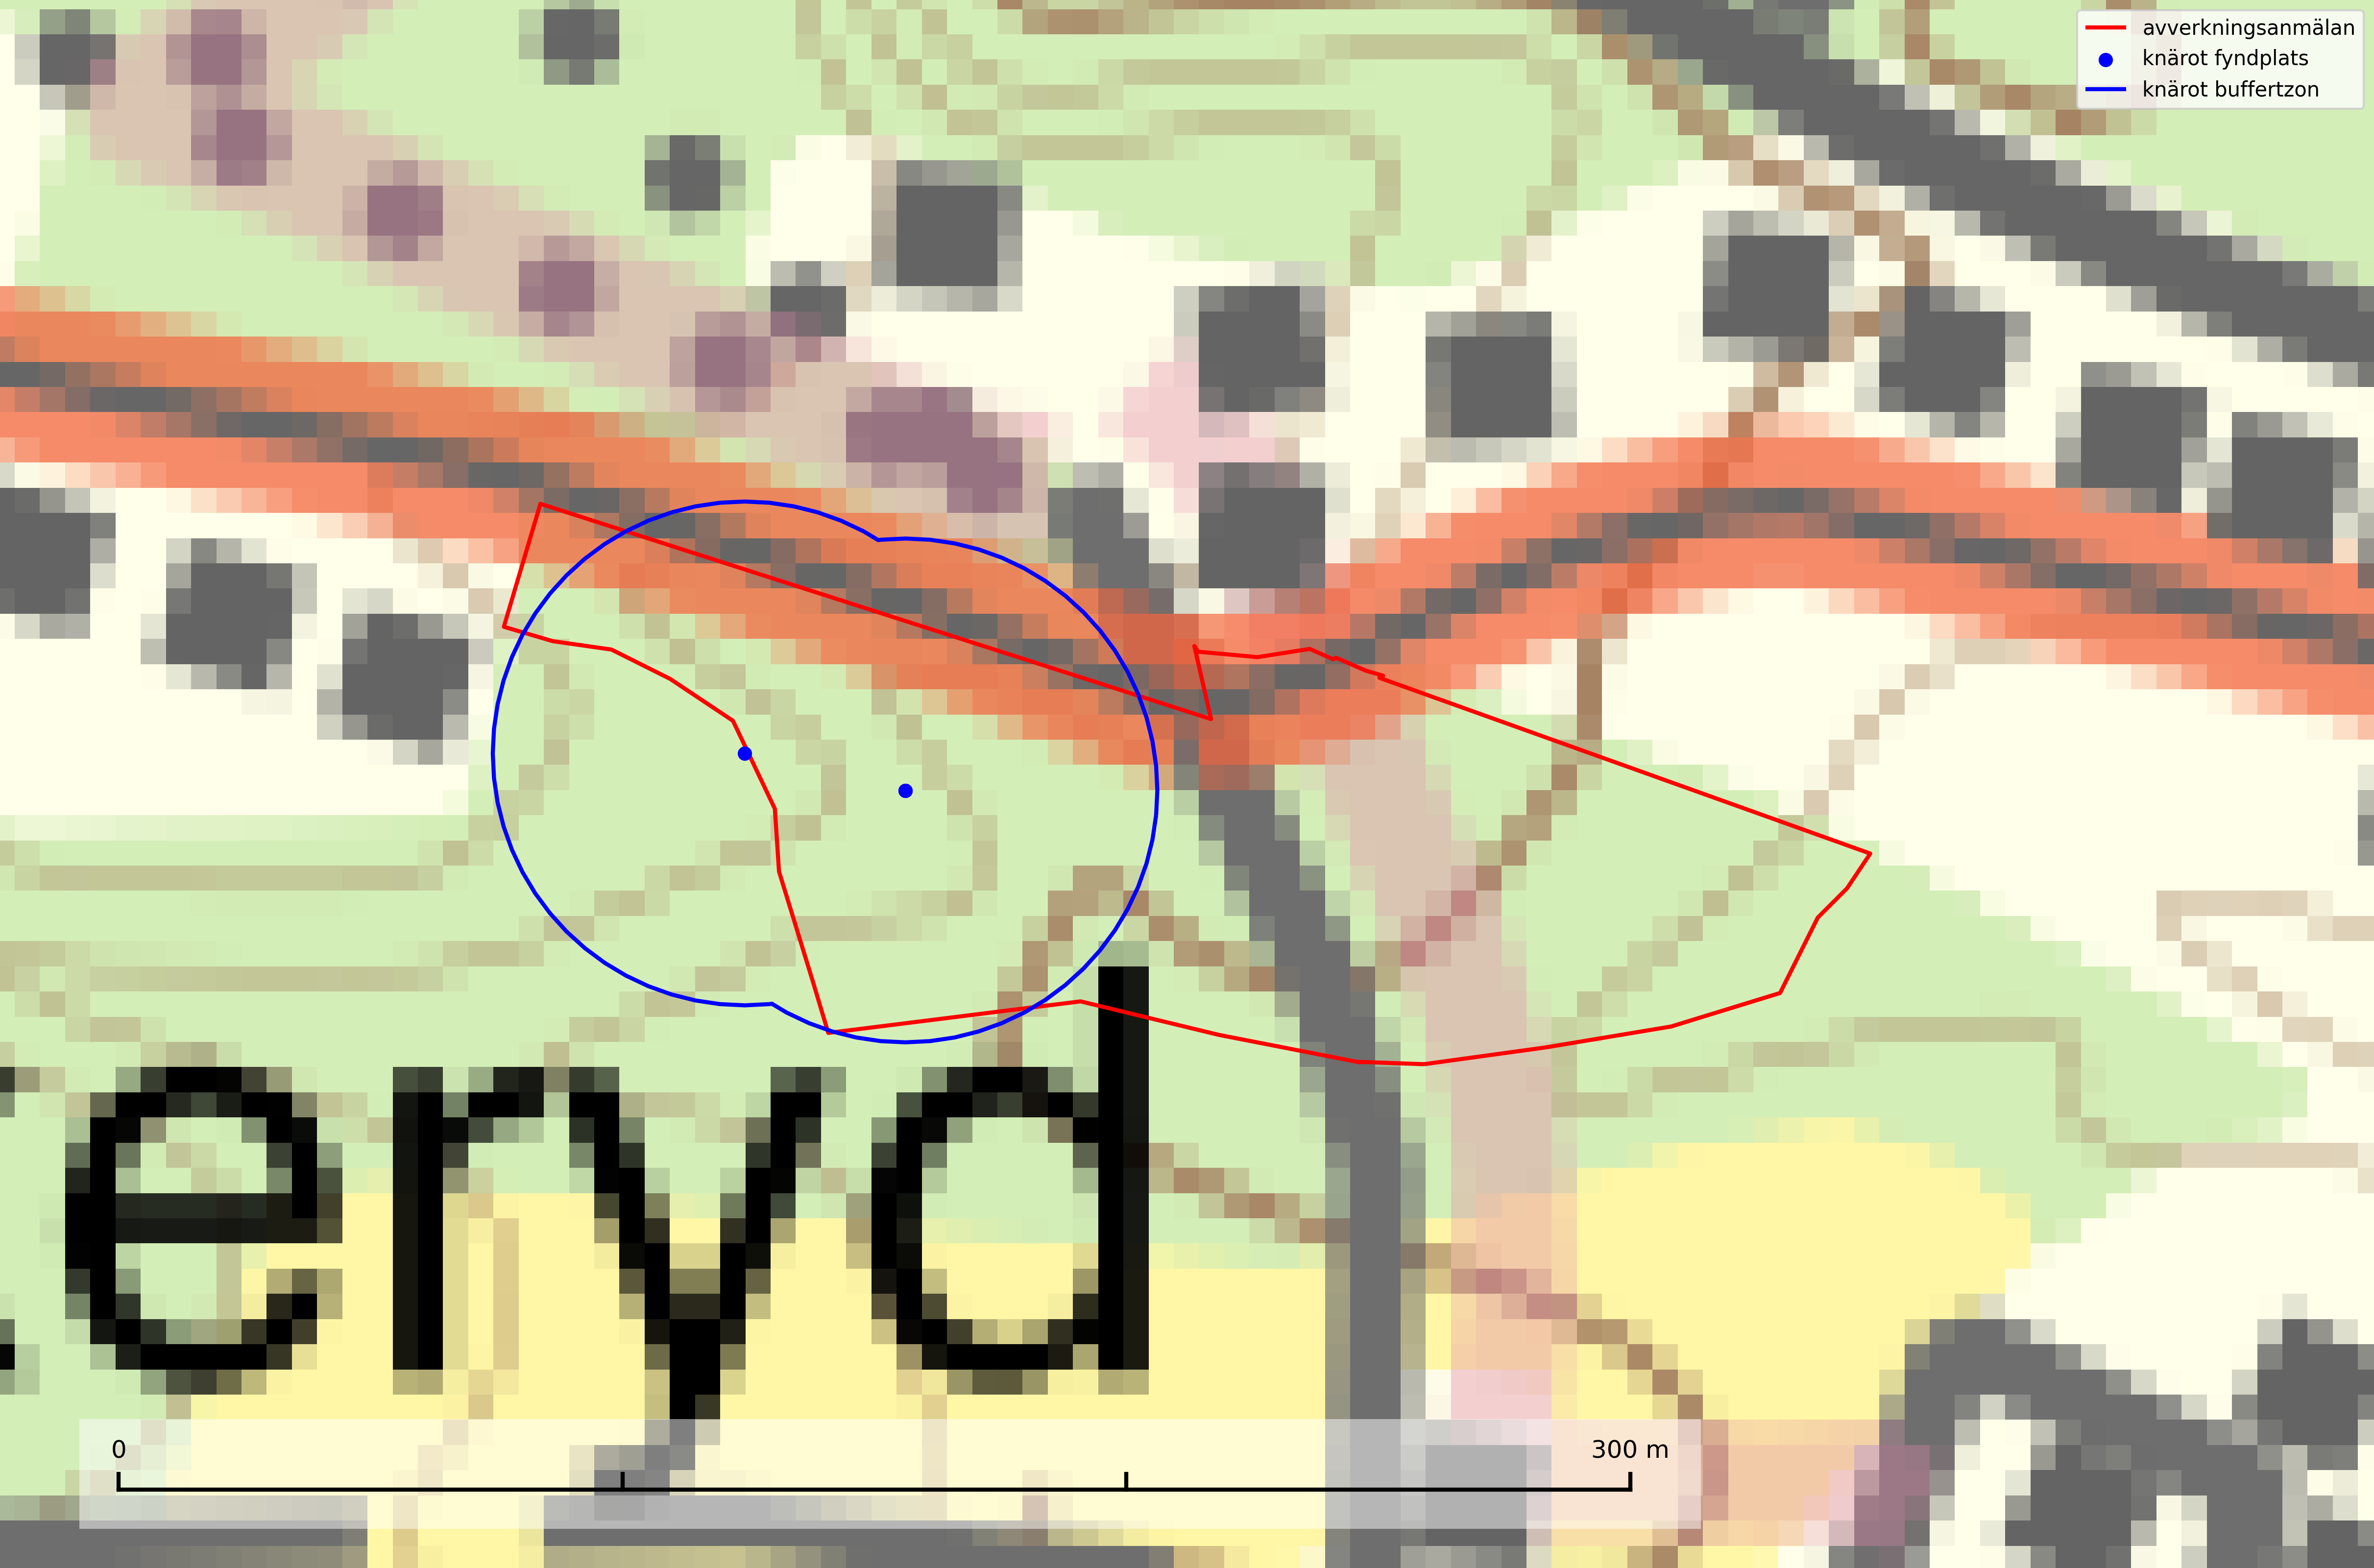 avverkningsanmälan
knärot fyndplats
knärot buffertzon
eryd
0 300 m